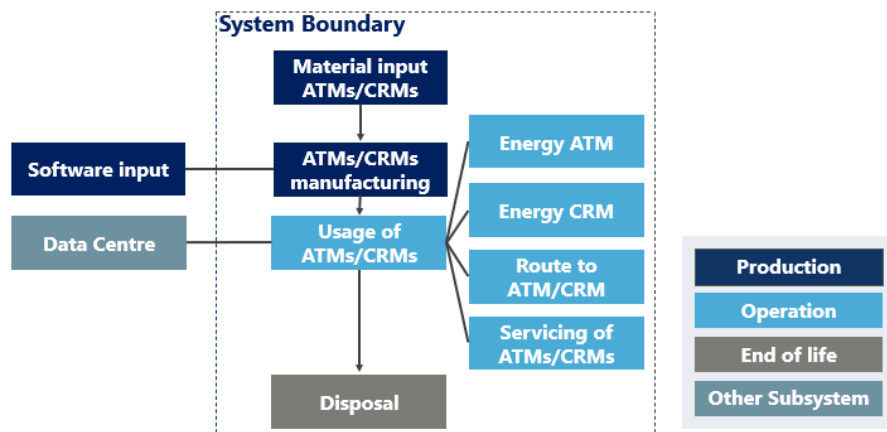 System Boundary
Material input
ATMs/CRMs
Software input
ATMs/CRMs
manufacturing
Energy ATM
Data Centre
Usage of
ATMs/CRMs
Energy CRM
Route to
ATM/CRM
Servicing of
ATMs/CRMs
Disposal
Production
Operation
End of life
Other Subsystem